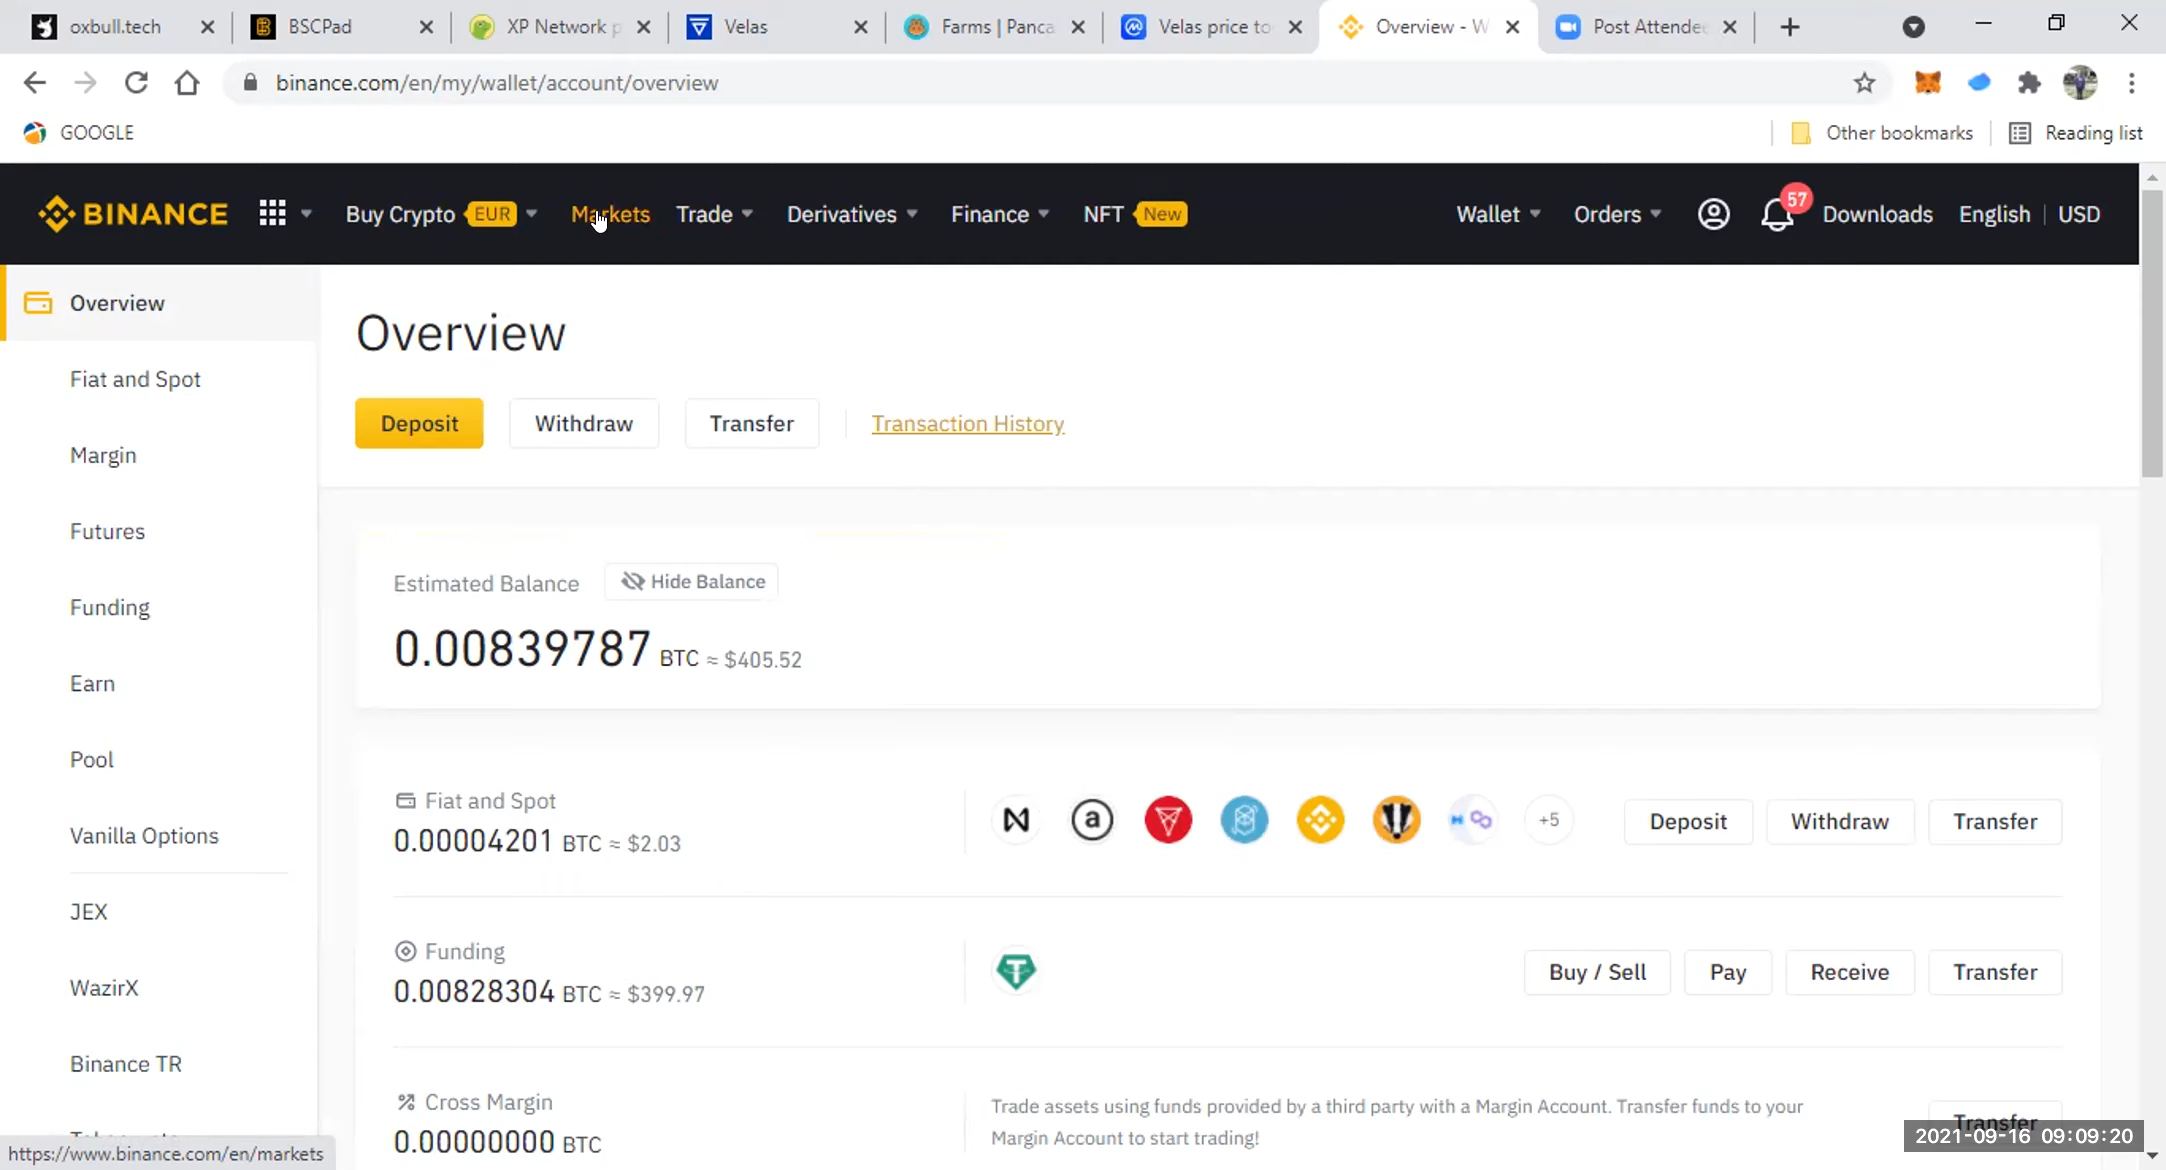 oxbull.tech BSCPad XP Network p Velas Farms | Panca Velas price to Overview - W Post Attende
binance.com/en/my/wallet/account/overview
GOOGLE Other bookmarks Reading list
BINANCE Buy Crypto EUR Markets Trade Derivatives Finance NFT New Wallet Orders 57 Downloads English | USD
Overview
Fiat and Spot
Margin
Futures
Funding
Earn
Pool
Vanilla Options
JEX
WazirX
Binance TR
https://www.binance.com/en/markets
Overview
Deposit Withdraw Transfer Transaction History
Estimated Balance Hide Balance
0.00839787 BTC ≈ $405.52
Fiat and Spot
0.00004201 BTC ≈ $2.03
+5 Deposit Withdraw Transfer
Funding
0.00828304 BTC ≈ $399.97
Buy / Sell Pay Receive Transfer
Cross Margin
0.00000000 BTC
Trade assets using funds provided by a third party with a Margin Account. Transfer funds to your
Margin Account to start trading!
Transfer
2021-09-16 09:09:20